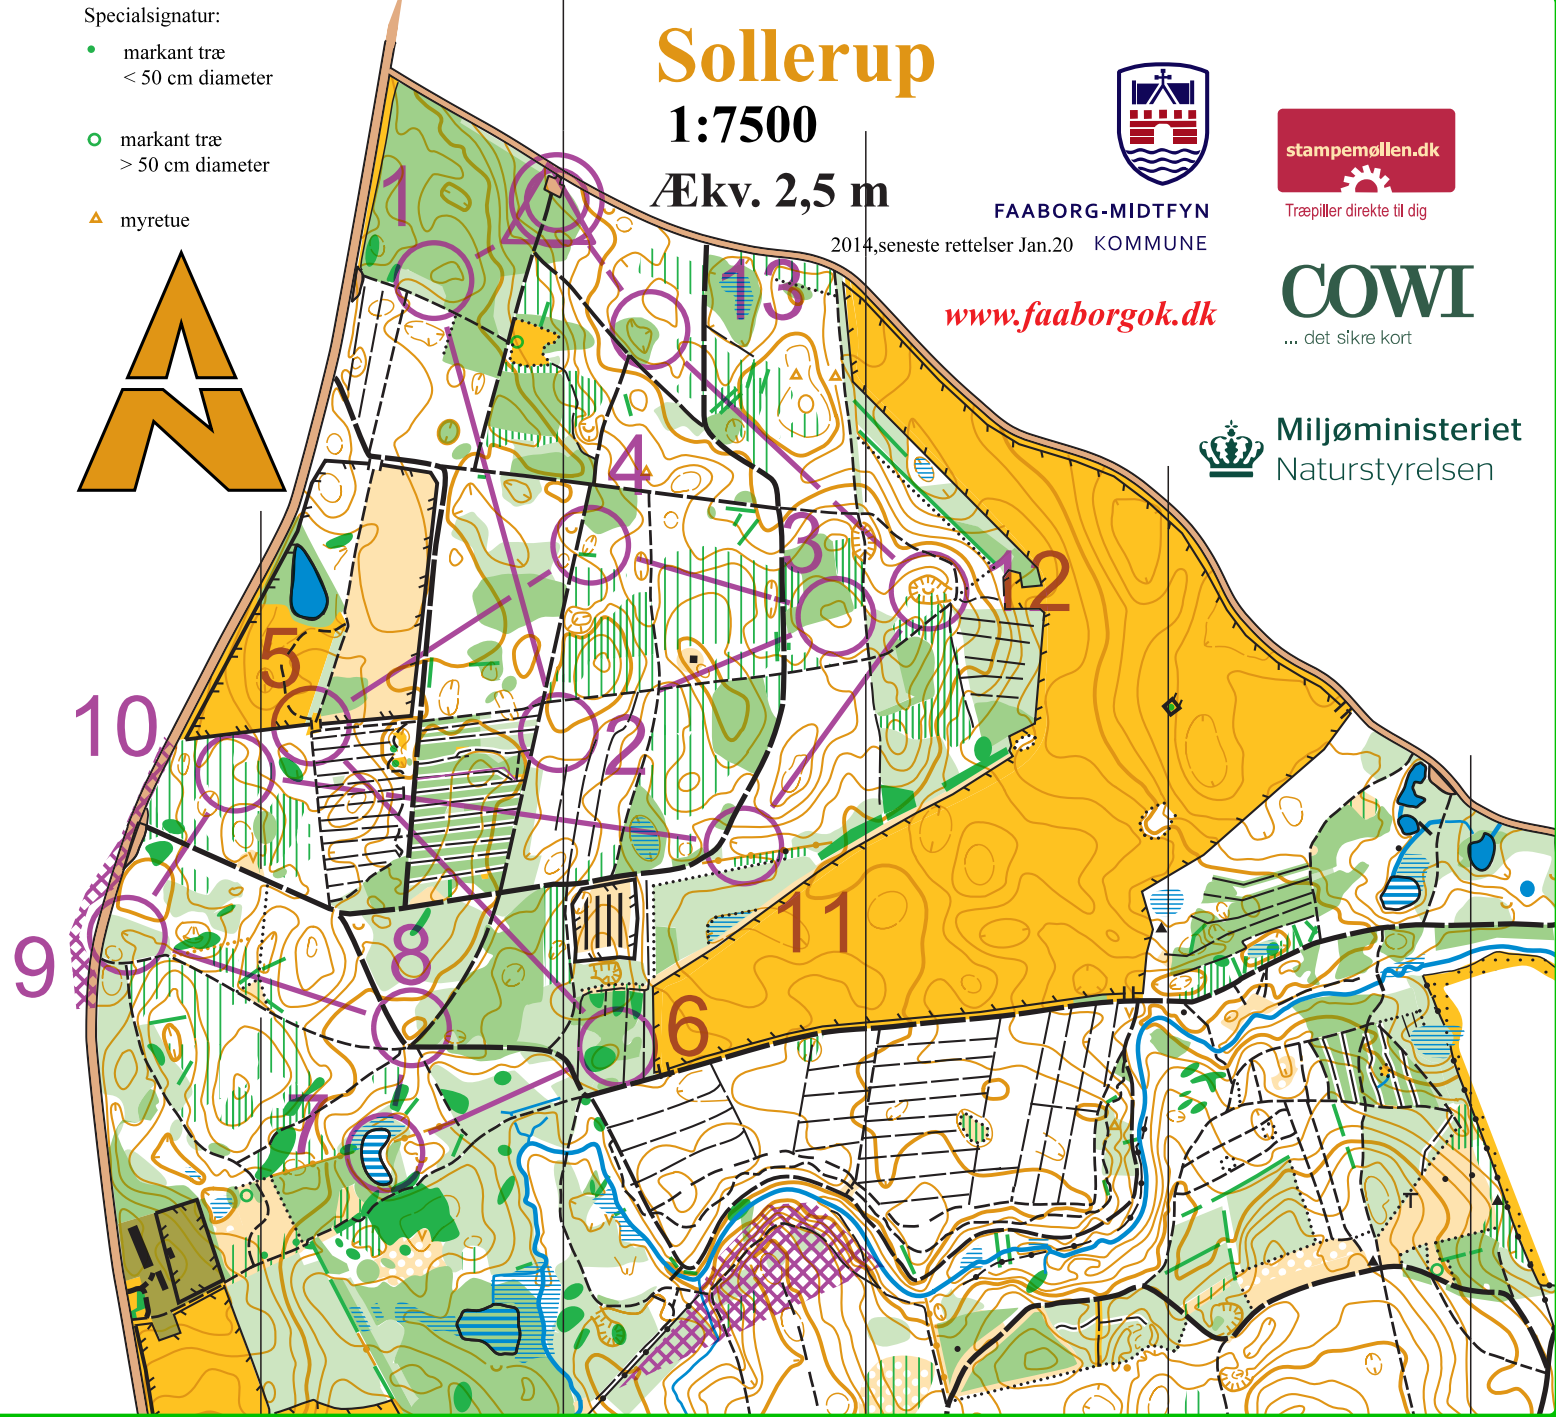 Specialsignatur:
markant træ
< 50 cm diameter
markant træ
> 50 cm diameter
myretue
Sollerup
1:7500
Ækv. 2,5 m
2014,seneste rettelser Jan.20
FAABORG-MIDTFYN
KOMMUNE
www.faaborgok.dk
stampemøllen.dk
Træpiller direkte til dig
COWI
... det sikre kort
Miljøministeriet
Naturstyrelsen
1
13
4
3
12
5
10
2
11
8
9
6
7